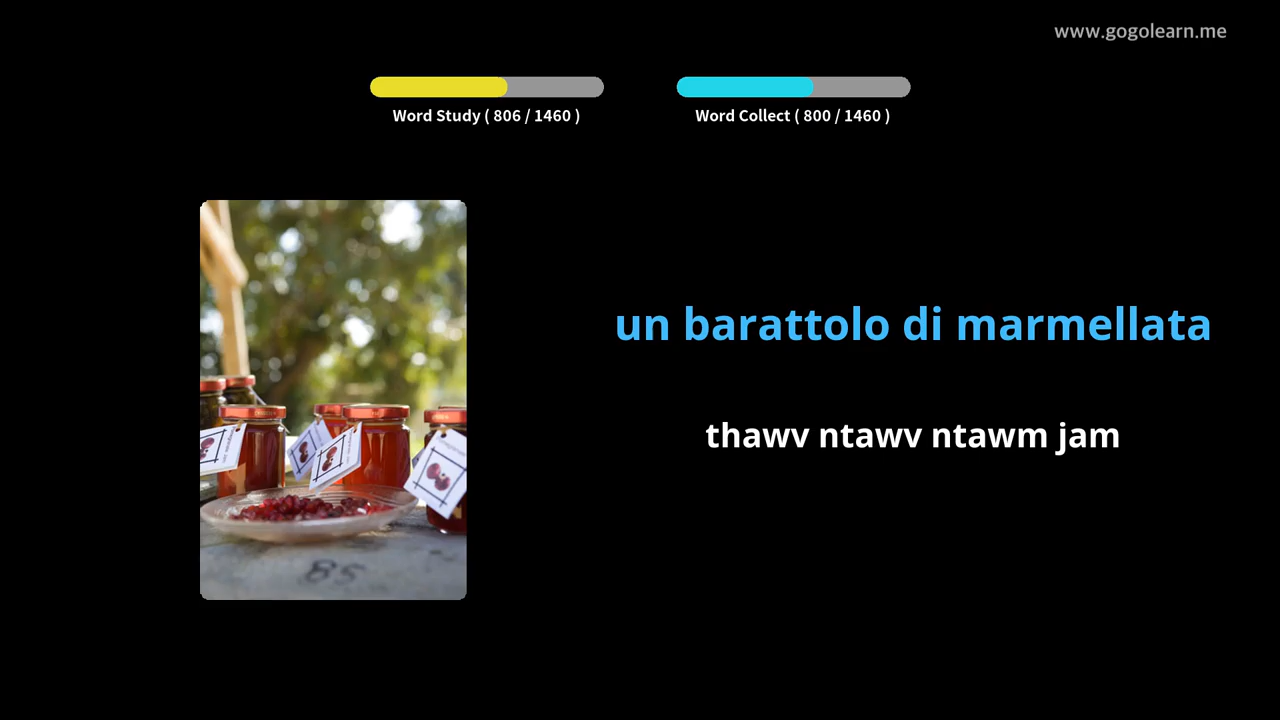 www.gogolearn.me
Word Study ( 806 / 1460 )
Word Collect ( 800 / 1460 )
un barattolo di marmellata
thawv ntawv ntawm jam
85